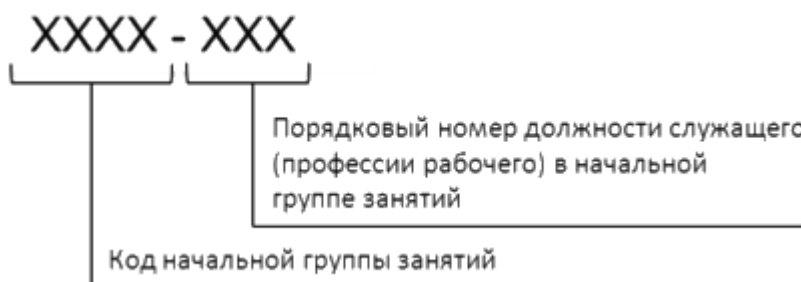 XXXX - XXX
Порядковый номер должности служащего
(профессии рабочего) в начальной
группе занятий
Код начальной группы занятий